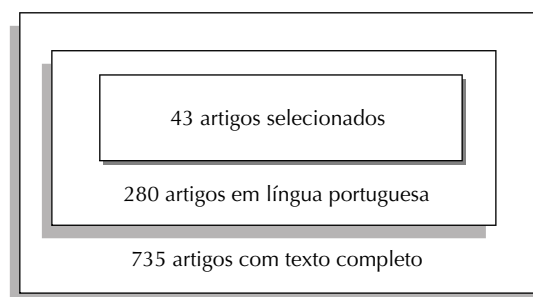 43 artigos selecionados
280 artigos em língua portuguesa
735 artigos com texto completo